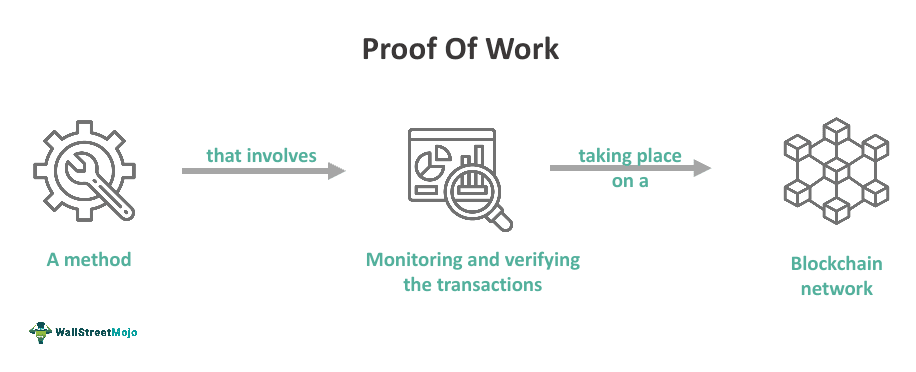 Proof Of Work
that involves
taking place
on a
A method
Monitoring and verifying
the transactions
Blockchain
network
WallStreetMojo